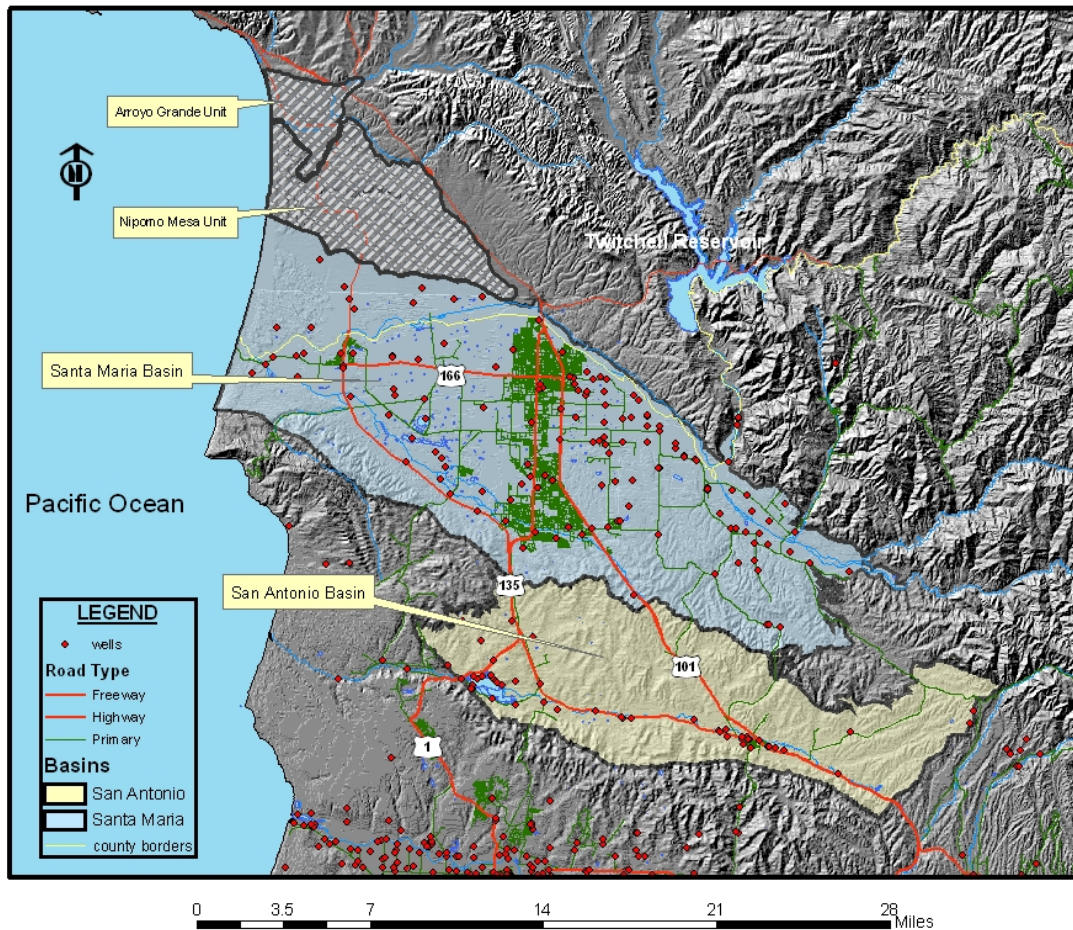 Arroyo Grande Unit
N
Nipomo Mesa Unit
Twitchell Reservoir
Santa Maria Basin
166
Pacific Ocean
135
San Antonio Basin
101
1
LEGEND
wells
Road Type
Freeway
Highway
Primary
Basins
San Antonio
Santa Maria
county borders
0 3.5 7 14 21 28
Miles